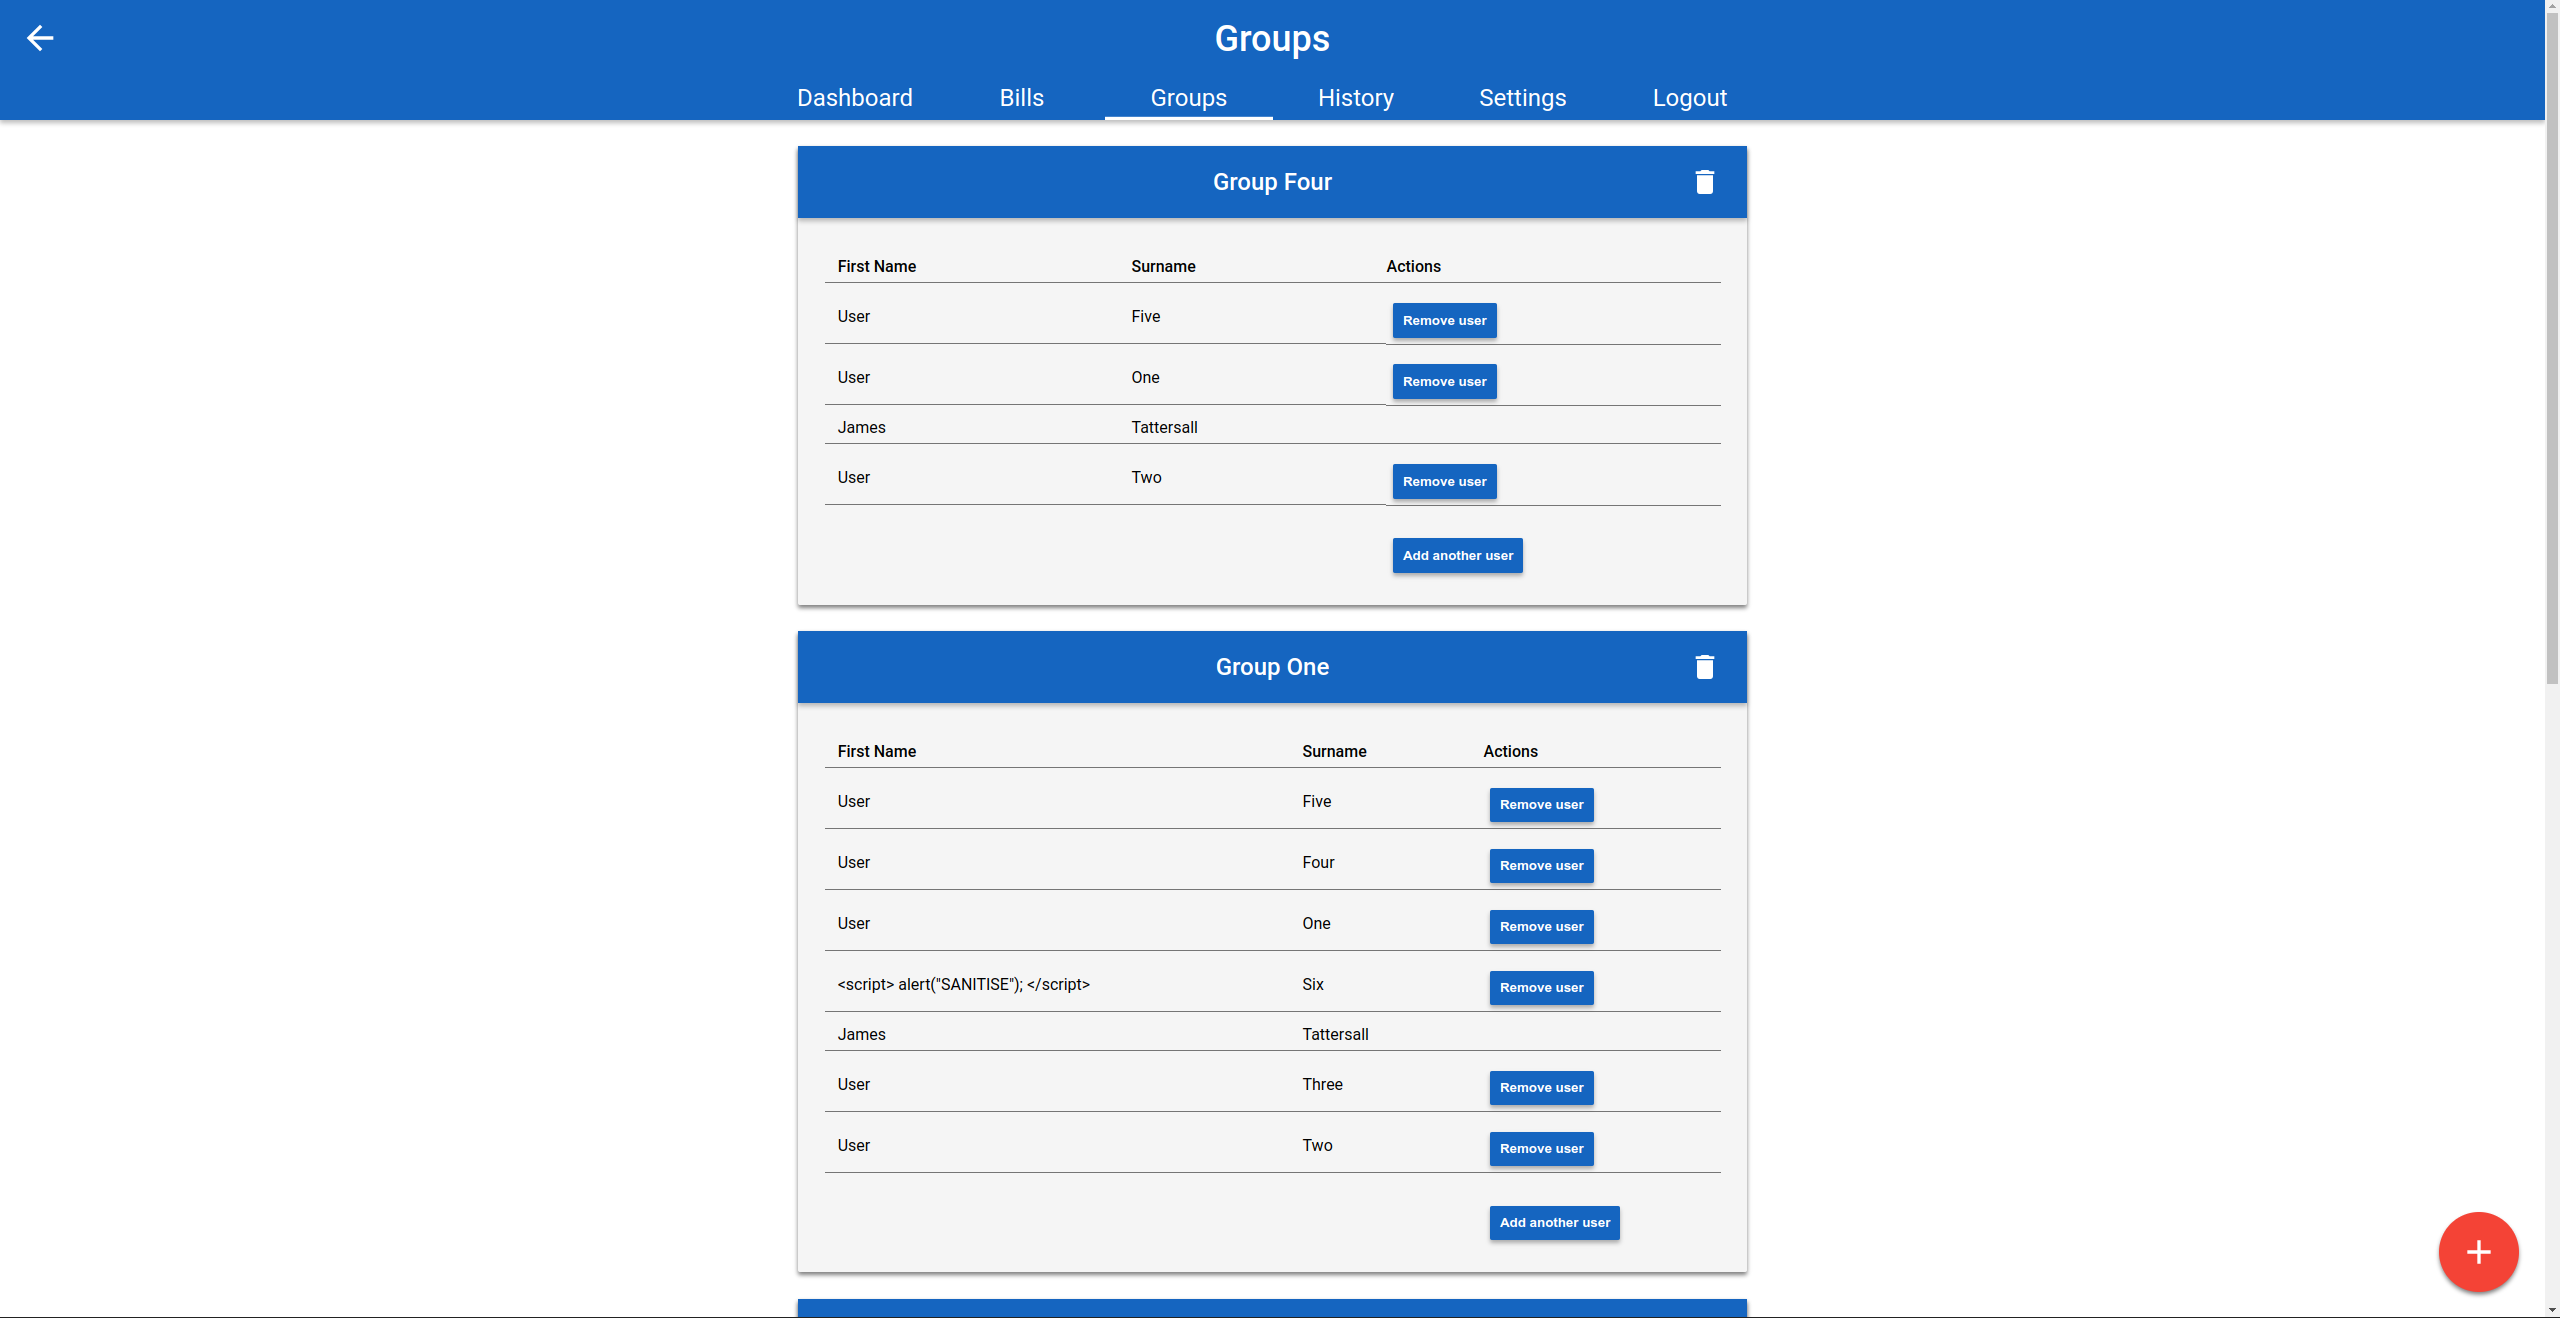 Groups
Dashboard Bills Groups History Settings Logout
Group Four
First Name Surname Actions
User Five Remove user
User One Remove user
James Tattersall
User Two Remove user
Add another user
Group One
First Name Surname Actions
User Five Remove user
User Four Remove user
User One Remove user
<script> alert("SANITISE"); </script> Six Remove user
James Tattersall
User Three Remove user
User Two Remove user
Add another user